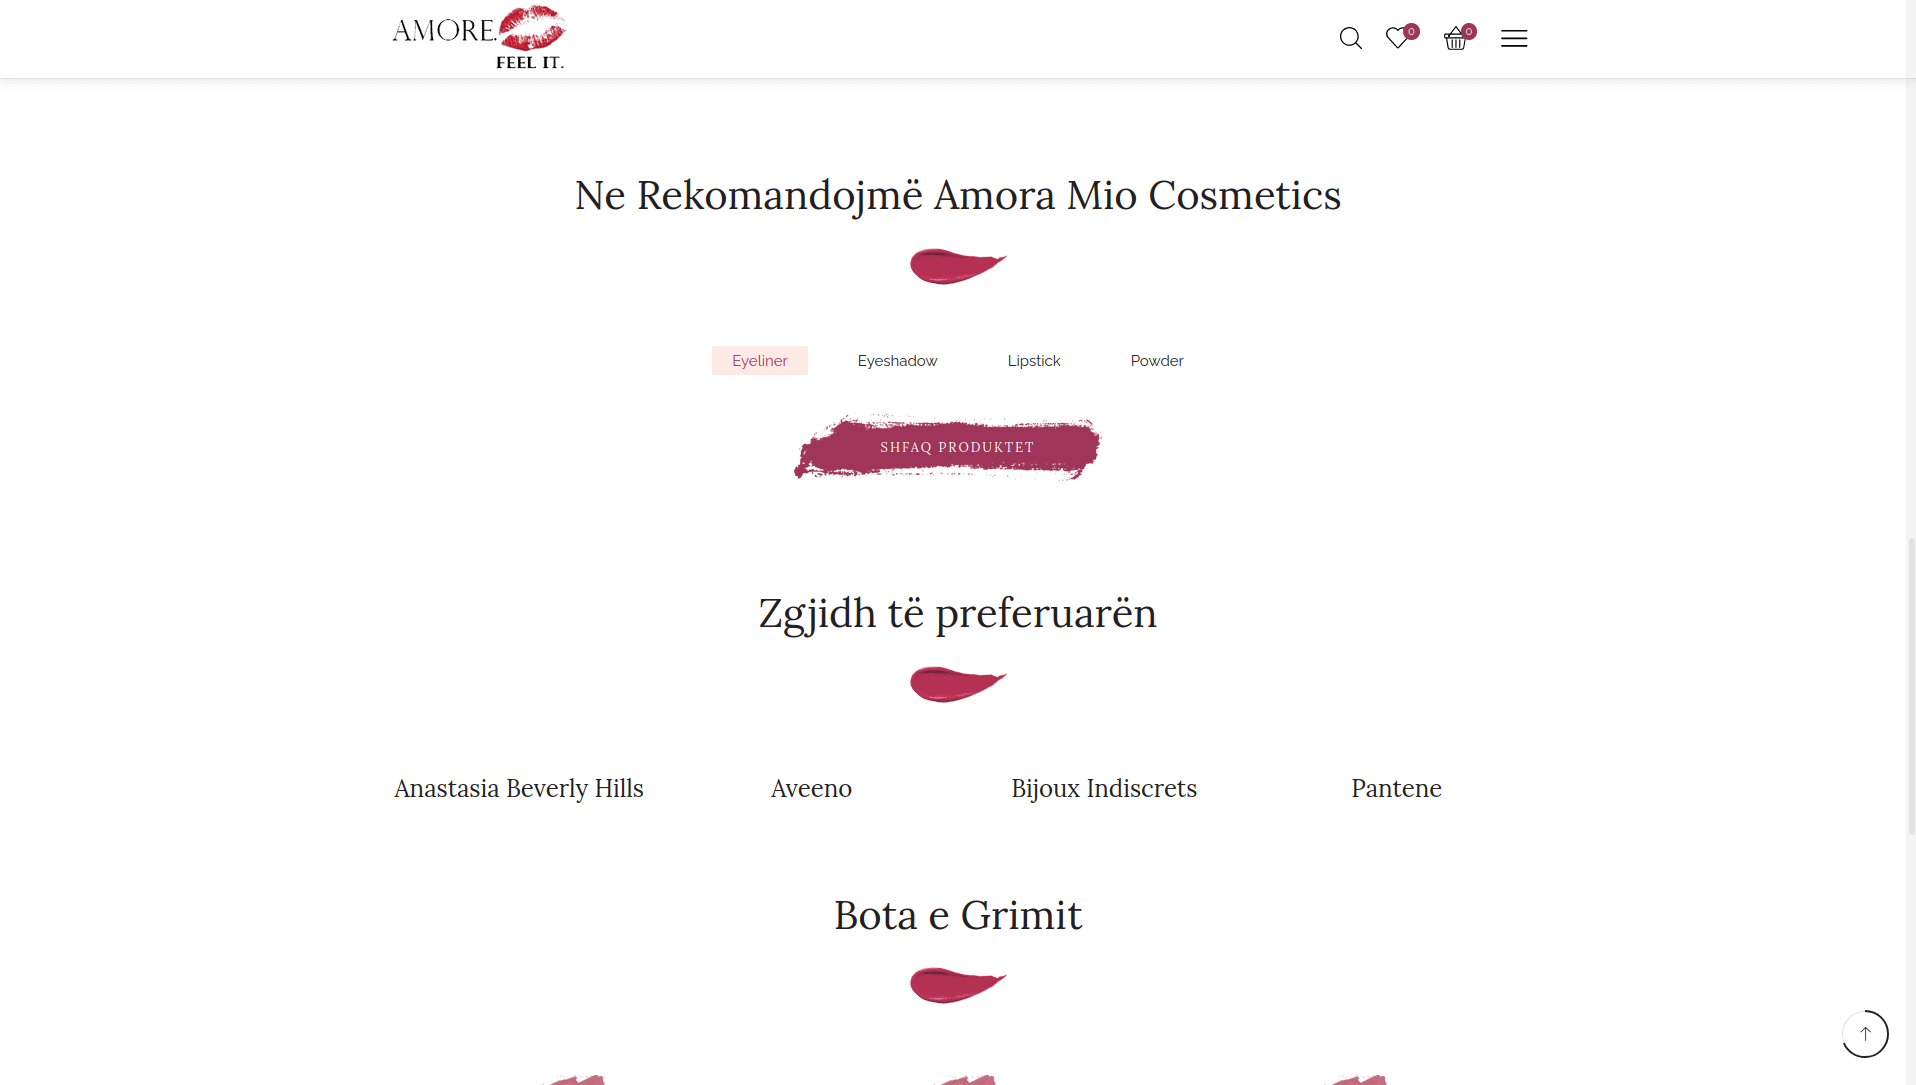 AMORE.
FEEL IT.
0
0
Ne Rekomandojmë Amora Mio Cosmetics
Eyeliner
Eyeshadow
Lipstick
Powder
SHFAQ PRODUKTET
Zgjidh të preferuarën
Anastasia Beverly Hills
Aveeno
Bijoux Indiscrets
Pantene
Bota e Grimit